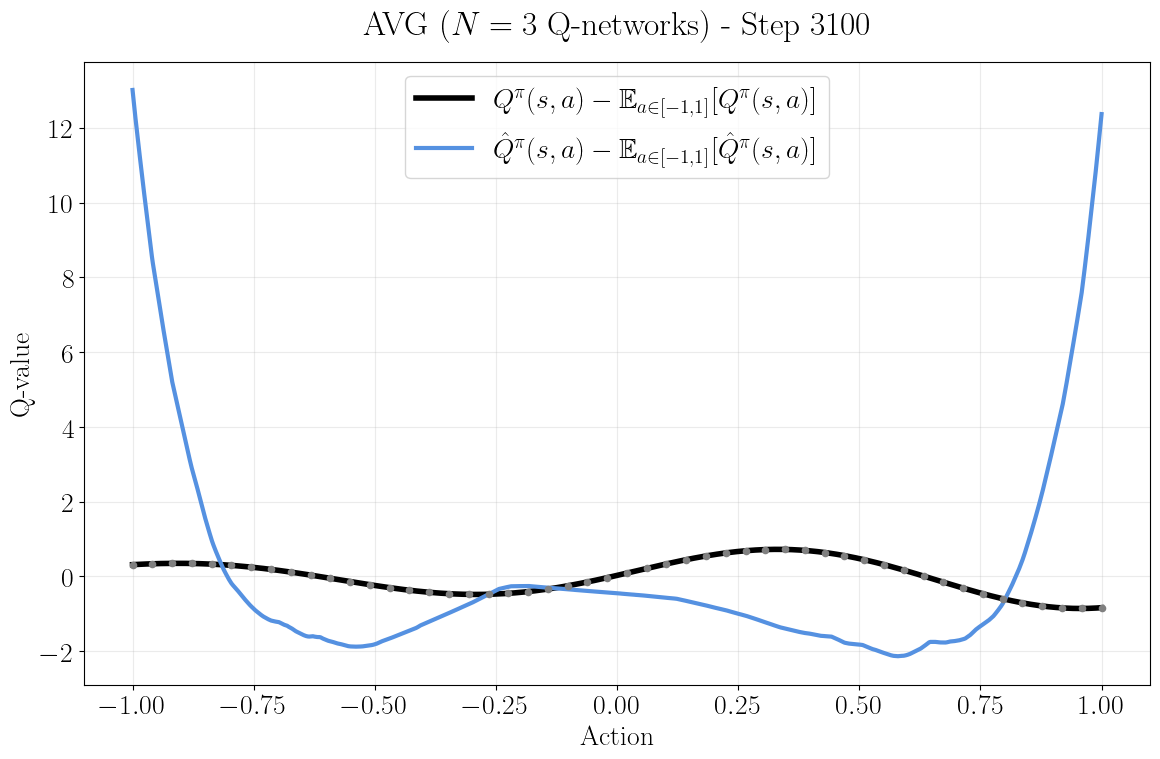 AVG (N = 3 Q-networks) - Step 3100
Q^π(s, a) − 𝔼_{a∈[−1,1]}[Q^π(s, a)]
Q̂^π(s, a) − 𝔼_{a∈[−1,1]}[Q̂^π(s, a)]
12
10
8
6
4
2
0
−2
Q-value
−1.00 −0.75 −0.50 −0.25 0.00 0.25 0.50 0.75 1.00
Action